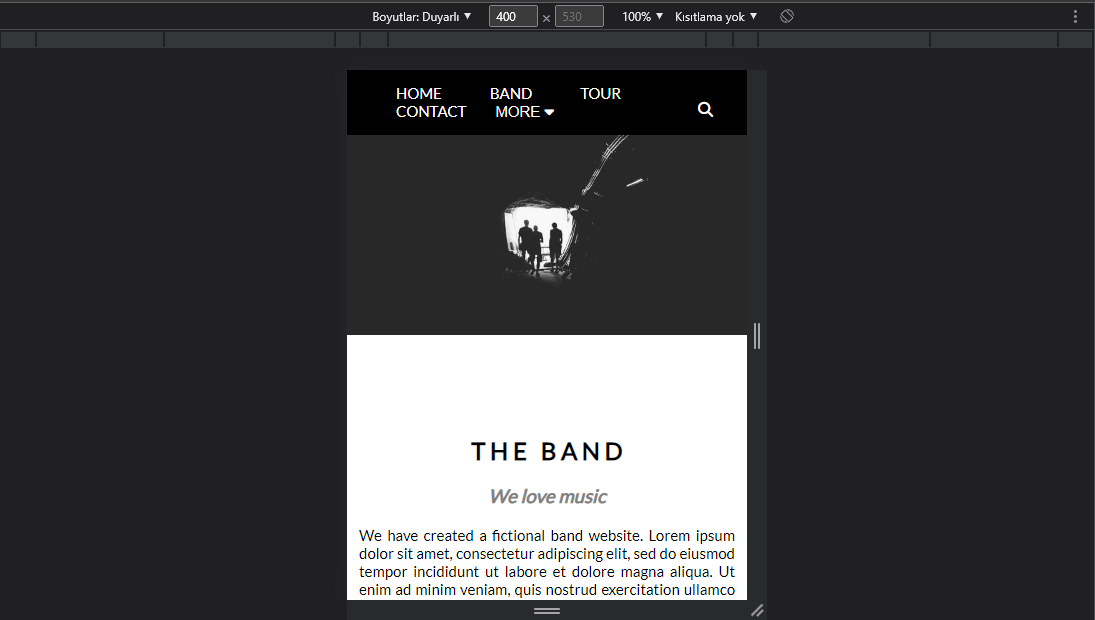 Boyutlar: Duyarlı ▼ 400 × 530 100% ▼ Kısıtlama yok ▼
HOME BAND TOUR
CONTACT MORE
THE BAND
We love music
We have created a fictional band website. Lorem ipsum
dolor sit amet, consectetur adipiscing elit, sed do eiusmod
tempor incididunt ut labore et dolore magna aliqua. Ut
enim ad minim veniam, quis nostrud exercitation ullamco